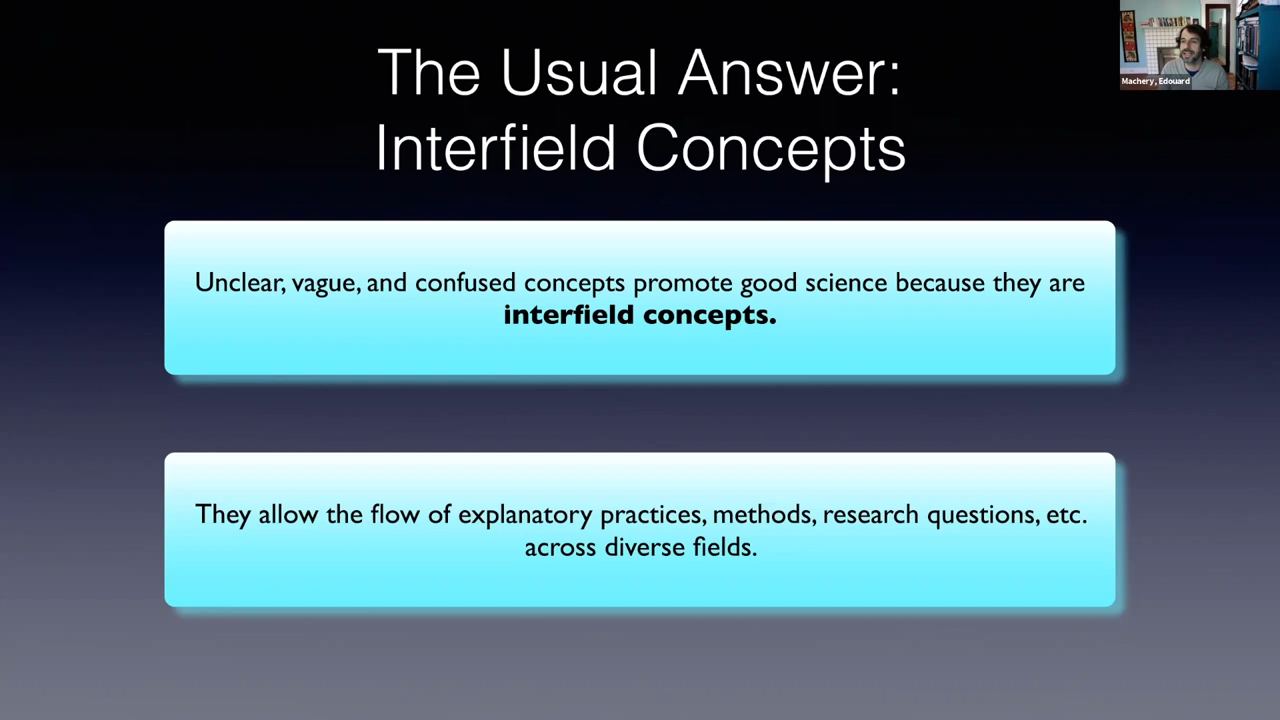 The Usual Answer:
Interfield Concepts
Machery, Edouard
Unclear, vague, and confused concepts promote good science because they are
interfield concepts.
They allow the flow of explanatory practices, methods, research questions, etc.
across diverse fields.